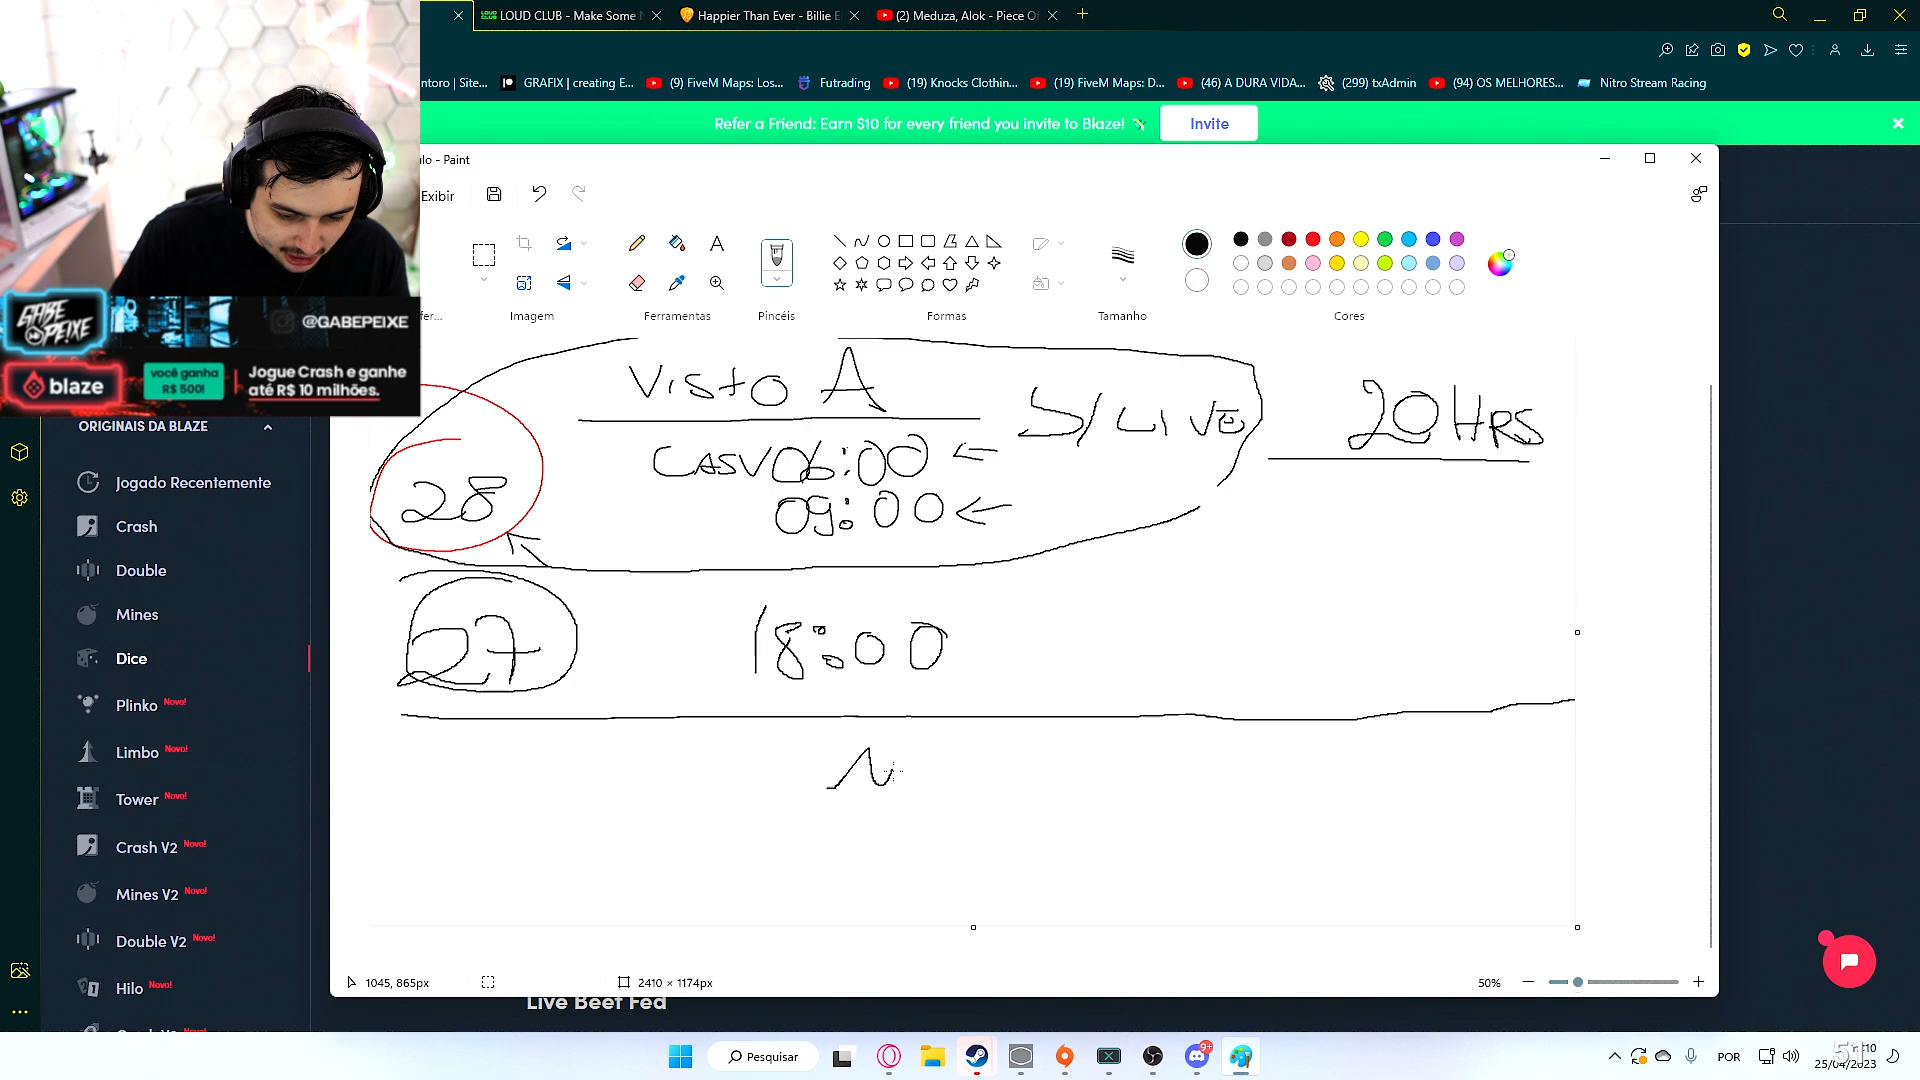 LOUD CLUB - Make Some N
Happier Than Ever - Billie E
(2) Meduza, Alok - Piece Of
ntoro | Site...
GRAFIX | creating E...
(9) FiveM Maps: Los...
Futrading
(19) Knocks Clothin...
(19) FiveM Maps: D...
(46) A DURA VIDA...
(299) txAdmin
(94) OS MELHORES...
Nitro Stream Racing
Refer a Friend: Earn $10 for every friend you invite to Blaze!
Invite
ulo - Paint
Exibir
fer...
Imagem
Ferramentas
Pincéis
Formas
Tamanho
Cores
GABEPEIXE
@GABEPEIXE
blaze
você ganha
R$ 500!
Jogue Crash e ganhe
até R$ 10 milhões.
ORIGINAIS DA BLAZE
Jogado Recentemente
Crash
Double
Mines
Dice
Plinko Novo!
Limbo Novo!
Tower Novo!
Crash V2 Novo!
Mines V2 Novo!
Double V2 Novo!
Hilo Novo!
VisTO A
S/LIVE
20 HRS
CASV 06:00
28
09:00
27
18:00
N
1045, 865px
2410 × 1174px
50%
Live Beef Fed
Pesquisar
9+
POR
25/04/2023